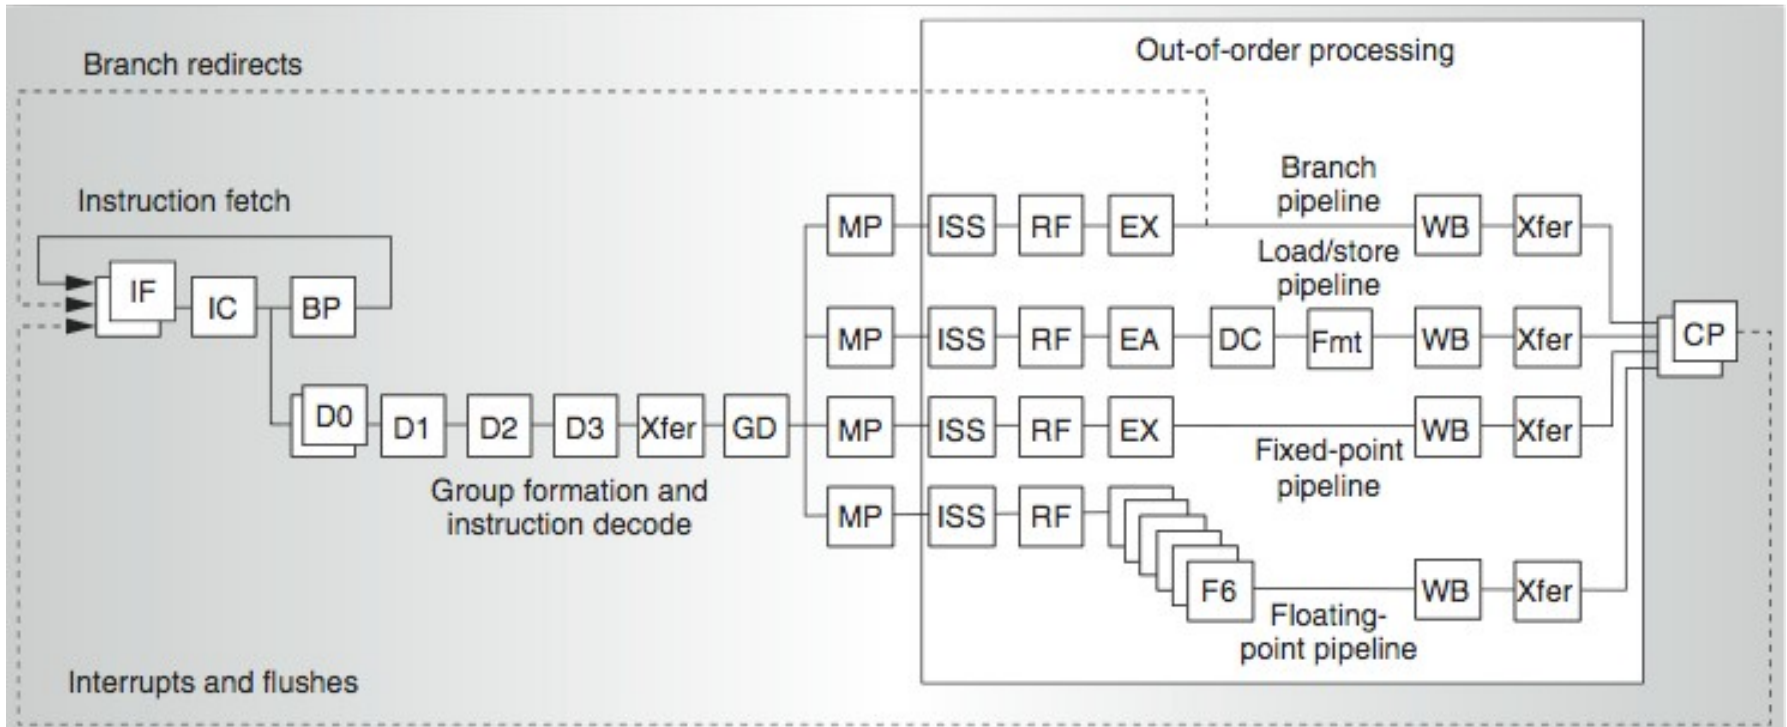 Out-of-order processing
Branch redirects
Instruction fetch
Branch
pipeline
MP ISS RF EX WB Xfer
Load/store
pipeline
IF IC BP
MP ISS RF EA DC Fmt WB Xfer CP
D0 D1 D2 D3 Xfer GD MP ISS RF EX WB Xfer
Fixed-point
pipeline
Group formation and
instruction decode
MP ISS RF
F6 WB Xfer
Floating-
point pipeline
Interrupts and flushes